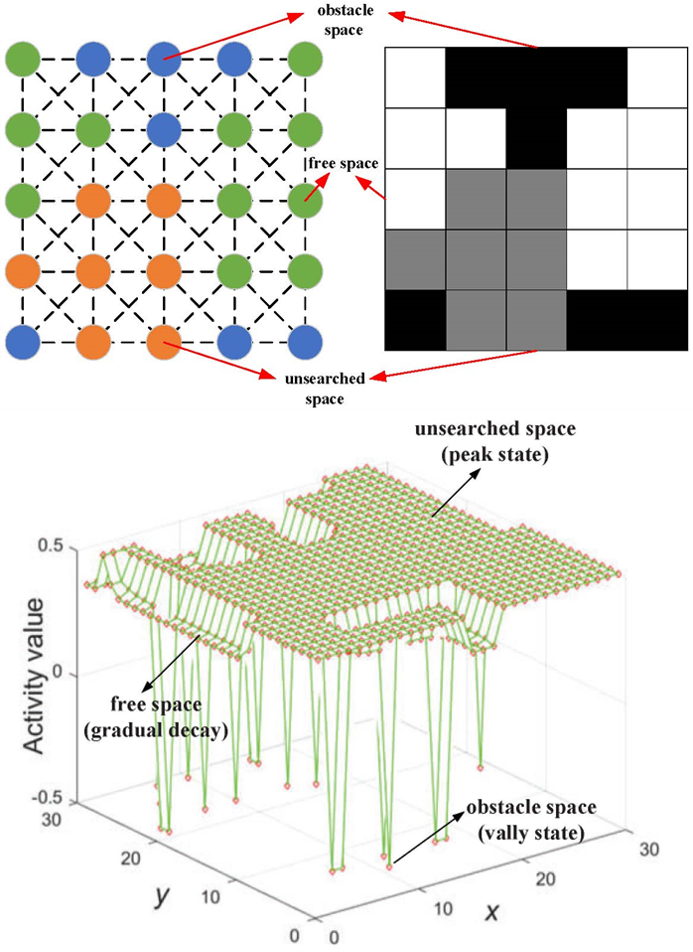 obstacle
space
free space
unsearched
space
unsearched space
(peak state)
0.5
0
-0.5
Activity value
free space
(gradual decay)
obstacle space
(vally state)
30
20
10
0
y
0
10
20
30
x